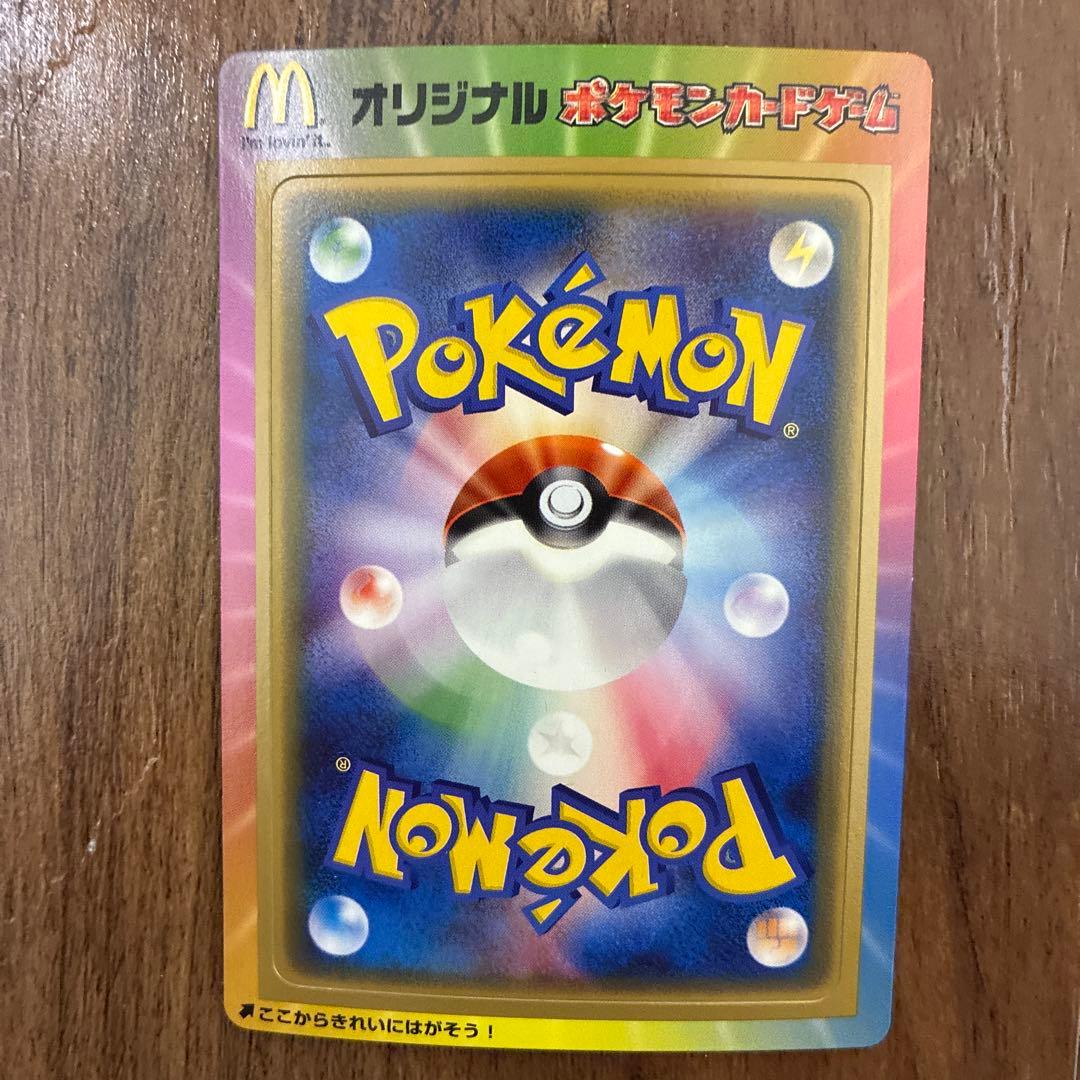 M
i'm lovin' it™
オリジナル ポケモンカードゲーム
POKéMON®
POKéMON®
ここからきれいにはがそう！